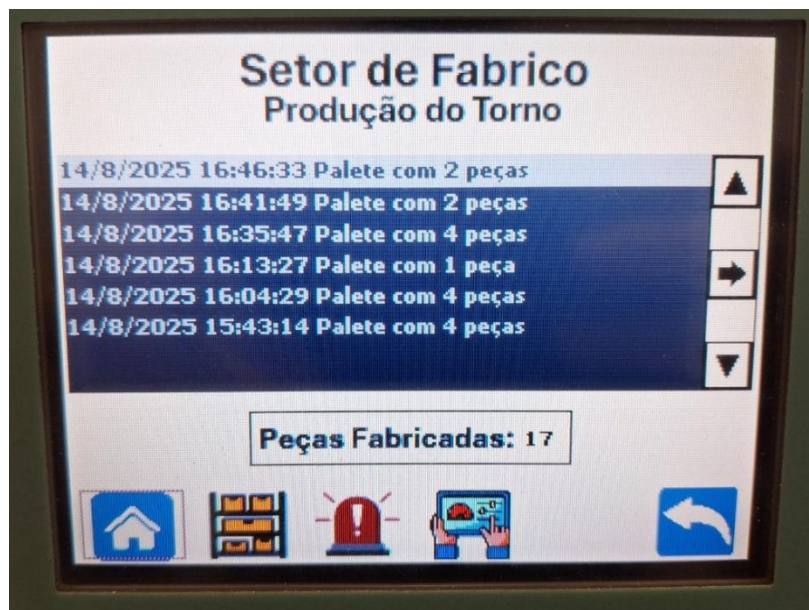 Setor de Fabrico
Produção do Torno
14/8/2025 16:46:33 Palete com 2 peças
14/8/2025 16:41:49 Palete com 2 peças
14/8/2025 16:35:47 Palete com 4 peças
14/8/2025 16:13:27 Palete com 1 peça
14/8/2025 16:04:29 Palete com 4 peças
14/8/2025 15:43:14 Palete com 4 peças
Peças Fabricadas: 17